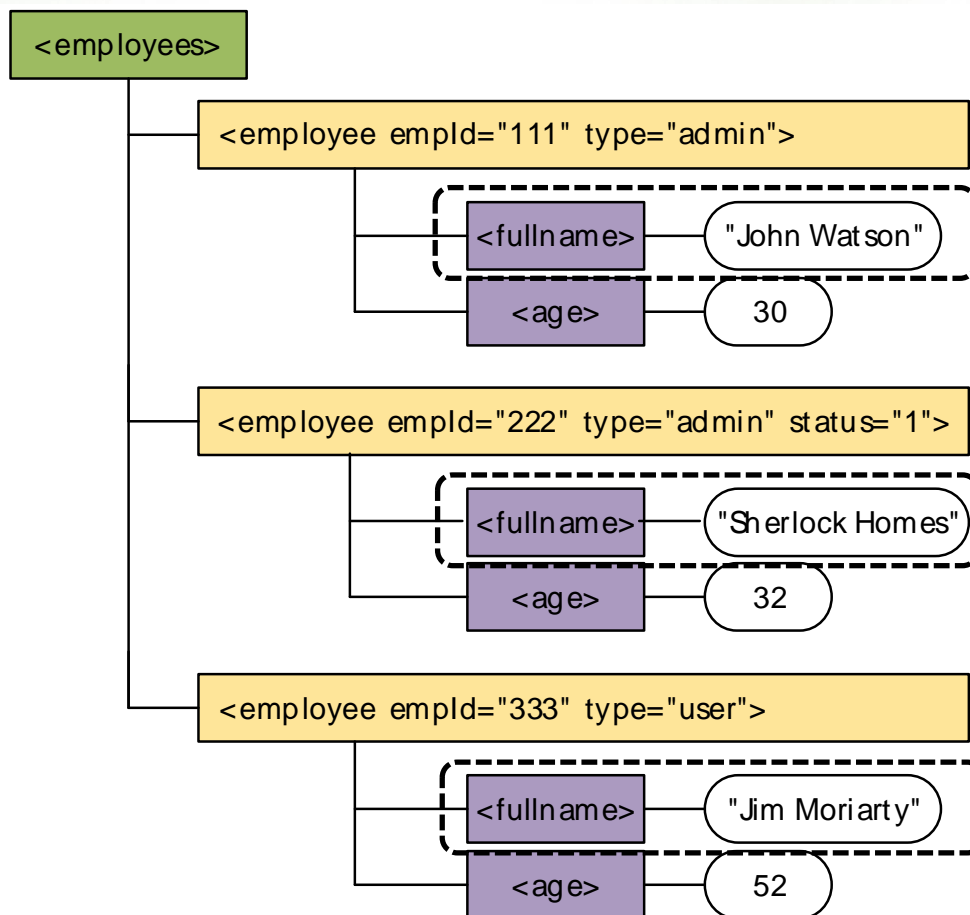 <employees>
<employee empId="111" type="admin">
<fullname> "John Watson"
<age> 30
<employee empId="222" type="admin" status="1">
<fullname> "Sherlock Homes"
<age> 32
<employee empId="333" type="user">
<fullname> "Jim Moriarty"
<age> 52